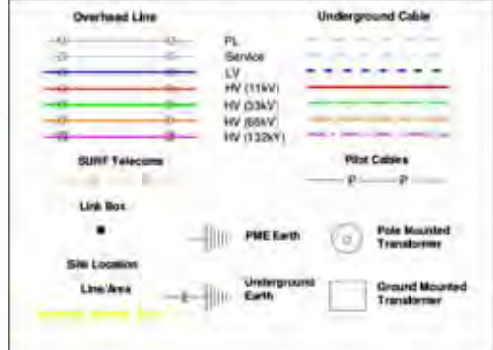 Overhead Line
Underground Cable
PL
Service
LV
HV (11kV)
HV (33kV)
HV (66kV)
HV (132kV)
SURF Telecoms
Pilot Cables
P P
Link Box
PME Earth
Pole Mounted
Transformer
Site Location
Line/Area
E
Underground
Earth
Ground Mounted
Transformer